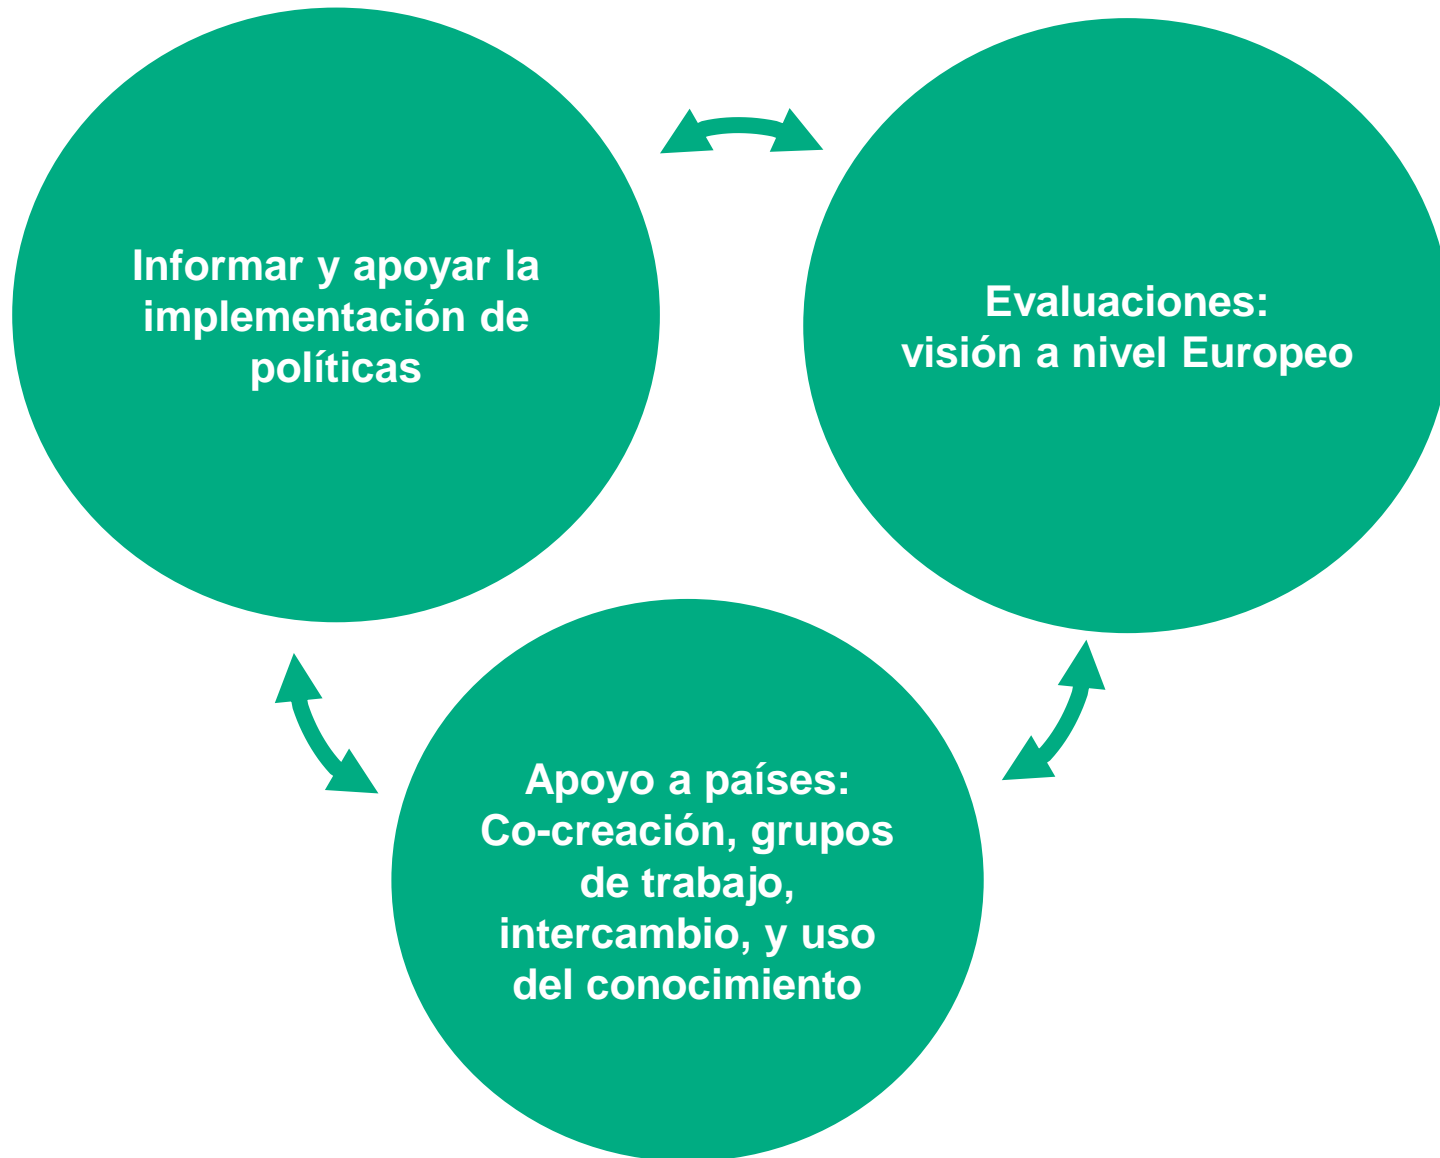 Informar y apoyar la
implementación de
políticas
Evaluaciones:
visión a nivel Europeo
Apoyo a países:
Co-creación, grupos
de trabajo,
intercambio, y uso
del conocimiento